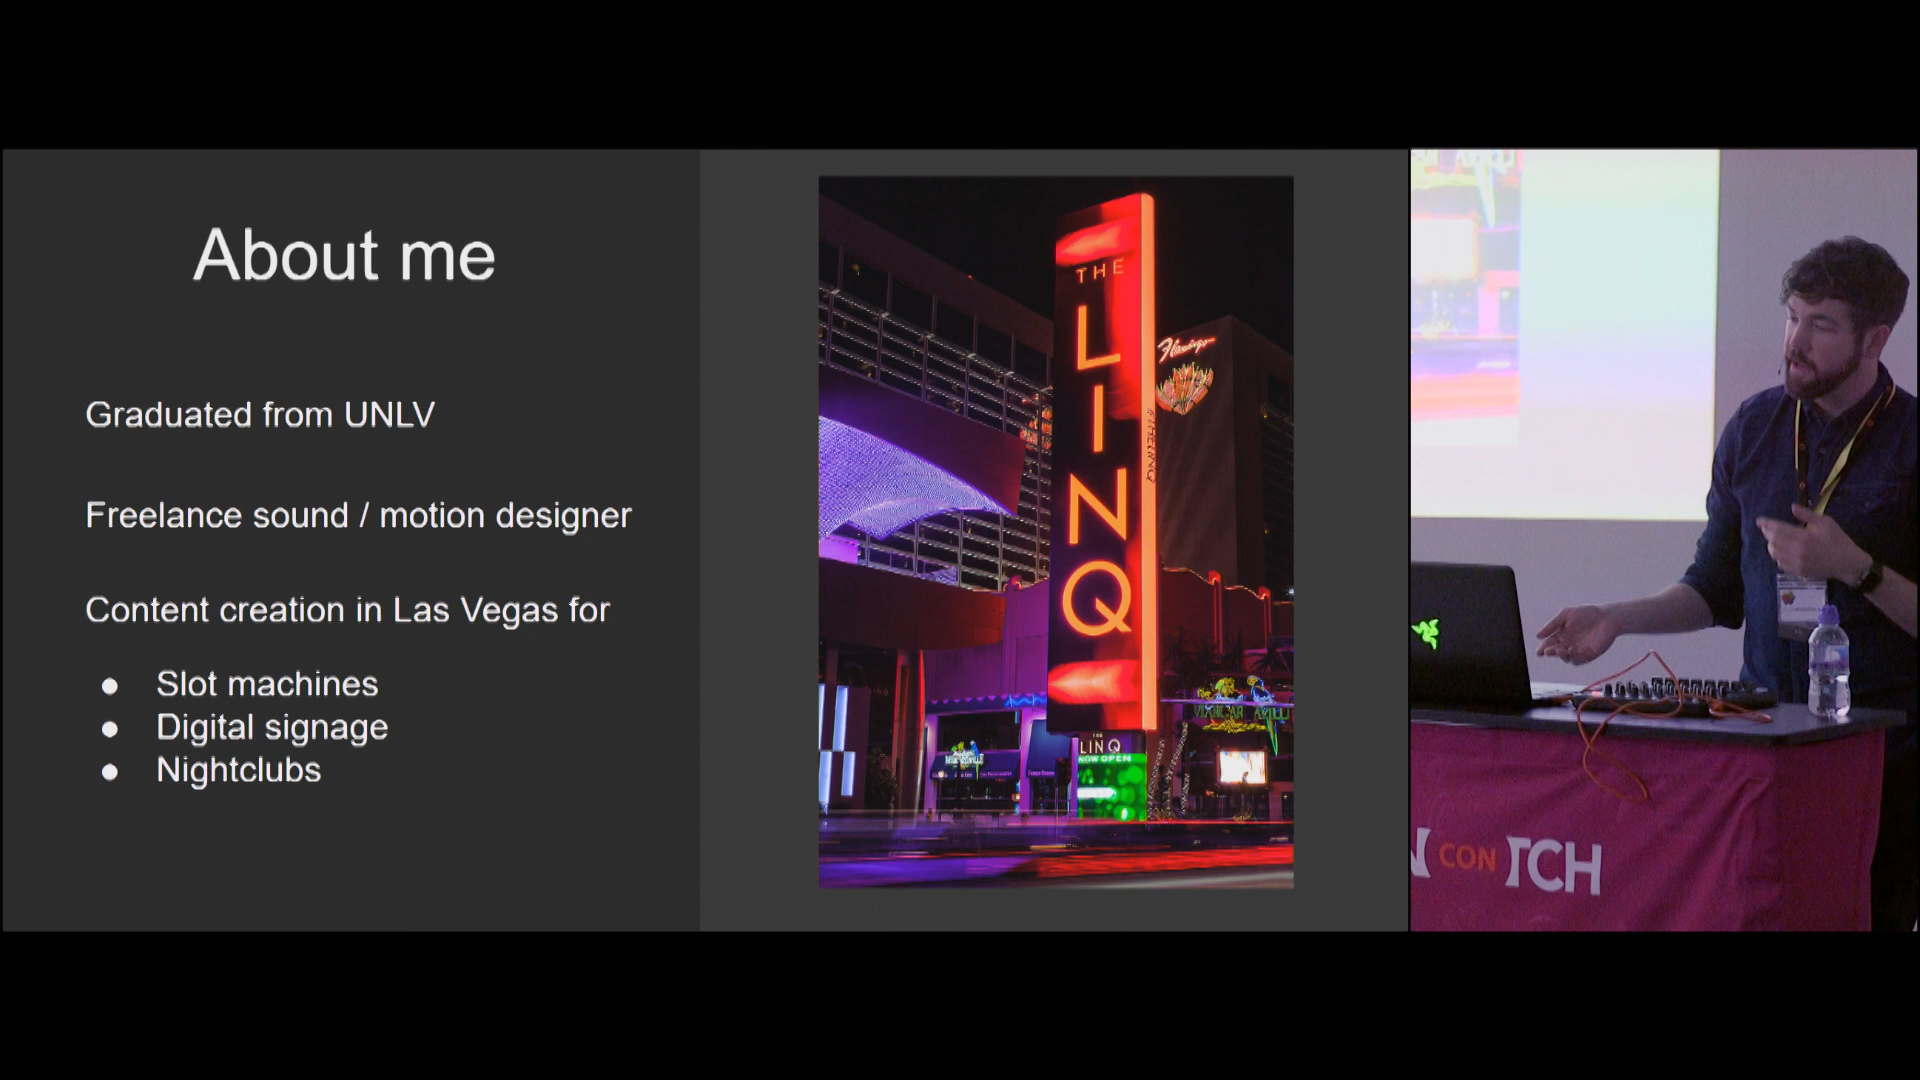 About me
Graduated from UNLV
Freelance sound / motion designer
Content creation in Las Vegas for
● Slot machines
● Digital signage
● Nightclubs
THE
LINQ
Flamingo
#THELINQ
THE
LINQ
NOW OPEN
CON TCH